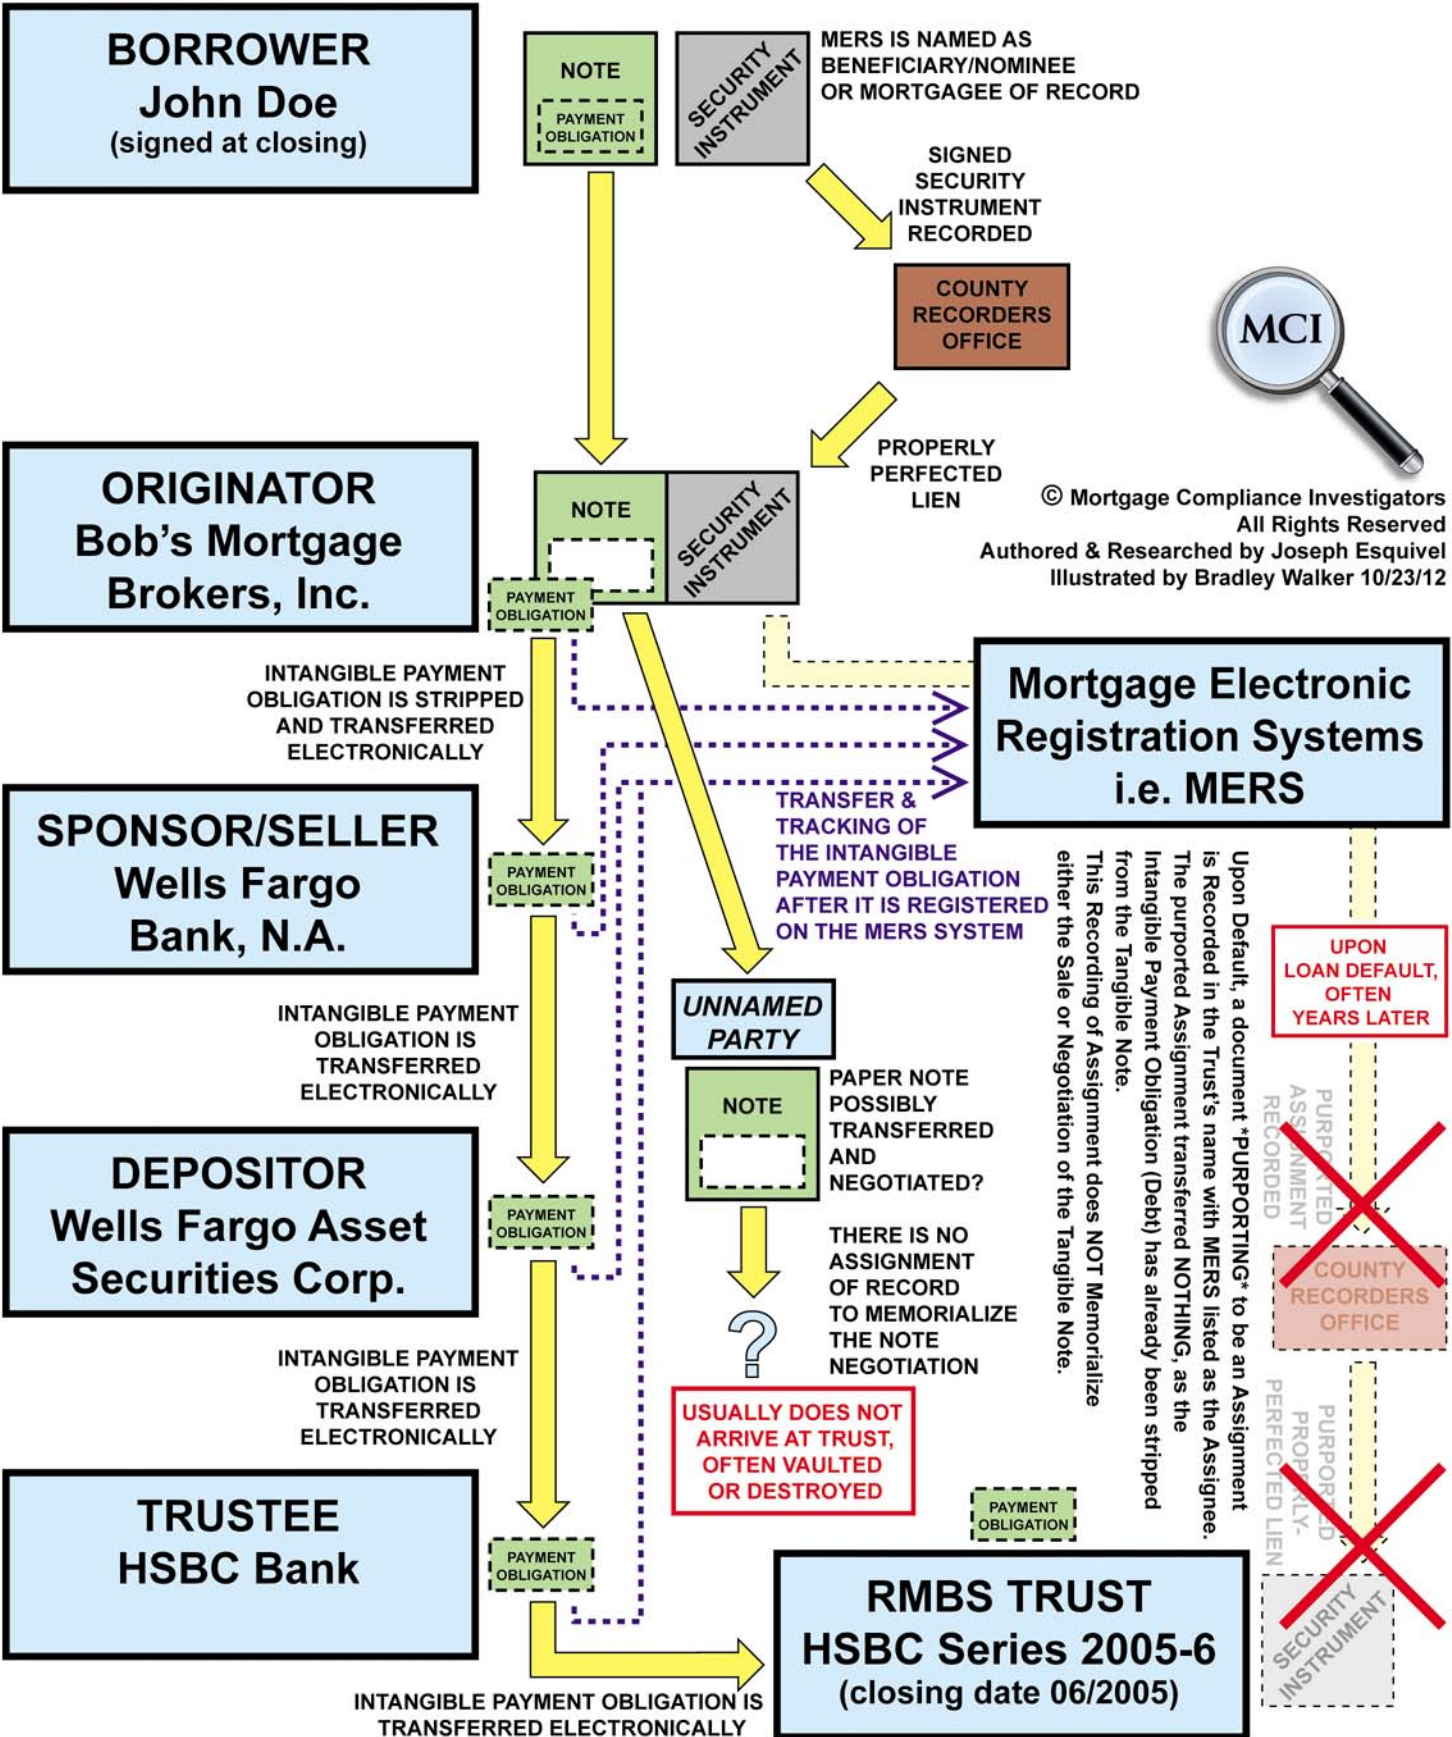 BORROWER
John Doe
(signed at closing)
NOTE
PAYMENT
OBLIGATION
SECURITY
INSTRUMENT
MERS IS NAMED AS
BENEFICIARY/NOMINEE
OR MORTGAGEE OF RECORD
SIGNED
SECURITY
INSTRUMENT
RECORDED
COUNTY
RECORDERS
OFFICE
MCI
PROPERLY
PERFECTED
LIEN
© Mortgage Compliance Investigators
All Rights Reserved
Authored & Researched by Joseph Esquivel
Illustrated by Bradley Walker 10/23/12
ORIGINATOR
Bob's Mortgage
Brokers, Inc.
NOTE
SECURITY
INSTRUMENT
PAYMENT
OBLIGATION
INTANGIBLE PAYMENT
OBLIGATION IS STRIPPED
AND TRANSFERRED
ELECTRONICALLY
Mortgage Electronic
Registration Systems
i.e. MERS
TRANSFER &
TRACKING OF
THE INTANGIBLE
PAYMENT OBLIGATION
AFTER IT IS REGISTERED
ON THE MERS SYSTEM
SPONSOR/SELLER
Wells Fargo
Bank, N.A.
PAYMENT
OBLIGATION
INTANGIBLE PAYMENT
OBLIGATION IS
TRANSFERRED
ELECTRONICALLY
UNNAMED
PARTY
NOTE
PAPER NOTE
POSSIBLY
TRANSFERRED
AND
NEGOTIATED?
THERE IS NO
ASSIGNMENT
OF RECORD
TO MEMORIALIZE
THE NOTE
NEGOTIATION
?
USUALLY DOES NOT
ARRIVE AT TRUST,
OFTEN VAULTED
OR DESTROYED
Upon Default, a document *PURPORTING* to be an Assignment
is Recorded in the Trust's name with MERS listed as the Assignee.
The purported Assignment transferred NOTHING, as the
Intangible Payment Obligation (Debt) has already been stripped
from the Tangible Note.
This Recording of Assignment does NOT Memorialize
either the Sale or Negotiation of the Tangible Note.
UPON
LOAN DEFAULT,
OFTEN
YEARS LATER
PURPORTED
ASSIGNMENT
RECORDED
COUNTY
RECORDERS
OFFICE
PURPORTED
PROPERLY-
PERFECTED LIEN
SECURITY
INSTRUMENT
DEPOSITOR
Wells Fargo Asset
Securities Corp.
PAYMENT
OBLIGATION
INTANGIBLE PAYMENT
OBLIGATION IS
TRANSFERRED
ELECTRONICALLY
TRUSTEE
HSBC Bank
PAYMENT
OBLIGATION
INTANGIBLE PAYMENT OBLIGATION IS
TRANSFERRED ELECTRONICALLY
PAYMENT
OBLIGATION
RMBS TRUST
HSBC Series 2005-6
(closing date 06/2005)